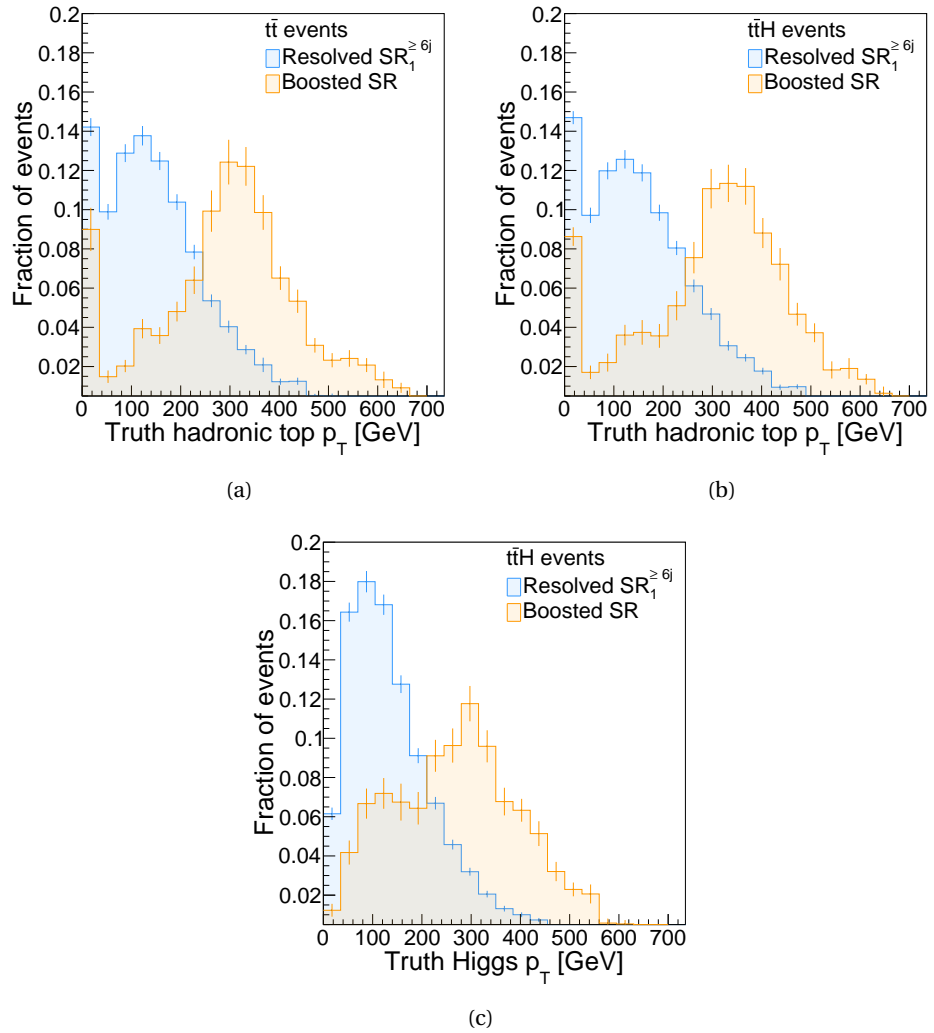 0.2
0.18
0.16
0.14
0.12
0.1
0.08
0.06
0.04
0.02
Fraction of events
tt̄ events
Resolved SR₁^≥ 6j
Boosted SR
0 100 200 300 400 500 600 700
Truth hadronic top p_T [GeV]
(a)
0.2
0.18
0.16
0.14
0.12
0.1
0.08
0.06
0.04
0.02
Fraction of events
tt̄H events
Resolved SR₁^≥ 6j
Boosted SR
0 100 200 300 400 500 600 700
Truth hadronic top p_T [GeV]
(b)
0.2
0.18
0.16
0.14
0.12
0.1
0.08
0.06
0.04
0.02
Fraction of events
tt̄H events
Resolved SR₁^≥ 6j
Boosted SR
0 100 200 300 400 500 600 700
Truth Higgs p_T [GeV]
(c)